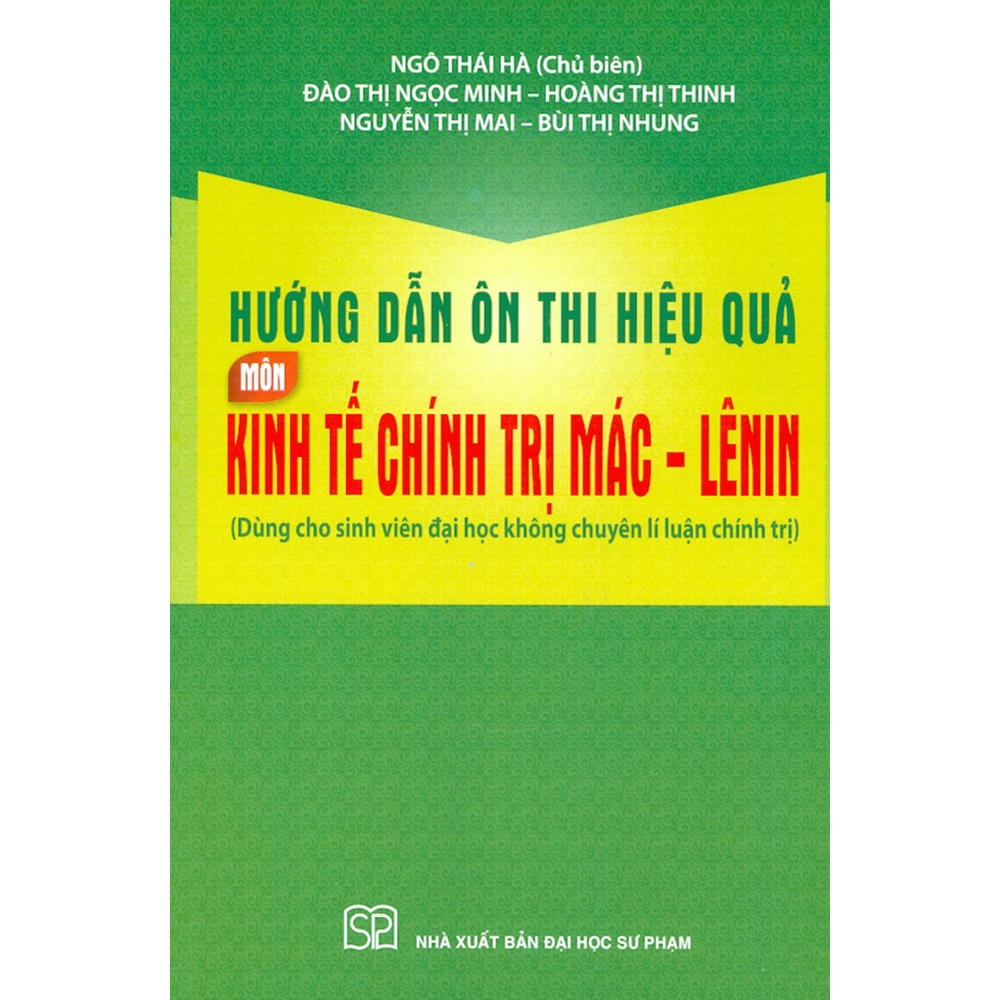 NGÔ THÁI HÀ (Chủ biên)
ĐÀO THỊ NGỌC MINH – HOÀNG THỊ THINH
NGUYỄN THỊ MAI – BÙI THỊ NHUNG
HƯỚNG DẪN ÔN THI HIỆU QUẢ
MÔN
KINH TẾ CHÍNH TRỊ MÁC – LÊNIN
(Dùng cho sinh viên đại học không chuyên lí luận chính trị)
SP
NHÀ XUẤT BẢN ĐẠI HỌC SƯ PHẠM